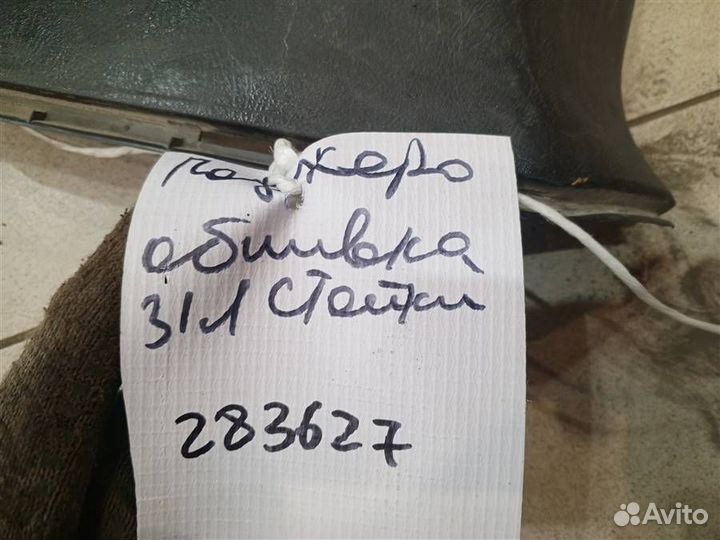 Паджеро
обшивка
З/Л стойки
283627
Avito